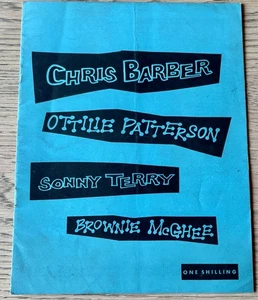 CHRIS BARBER
OTTILIE PATTERSON
SONNY TERRY
BROWNIE McGHEE
ONE SHILLING